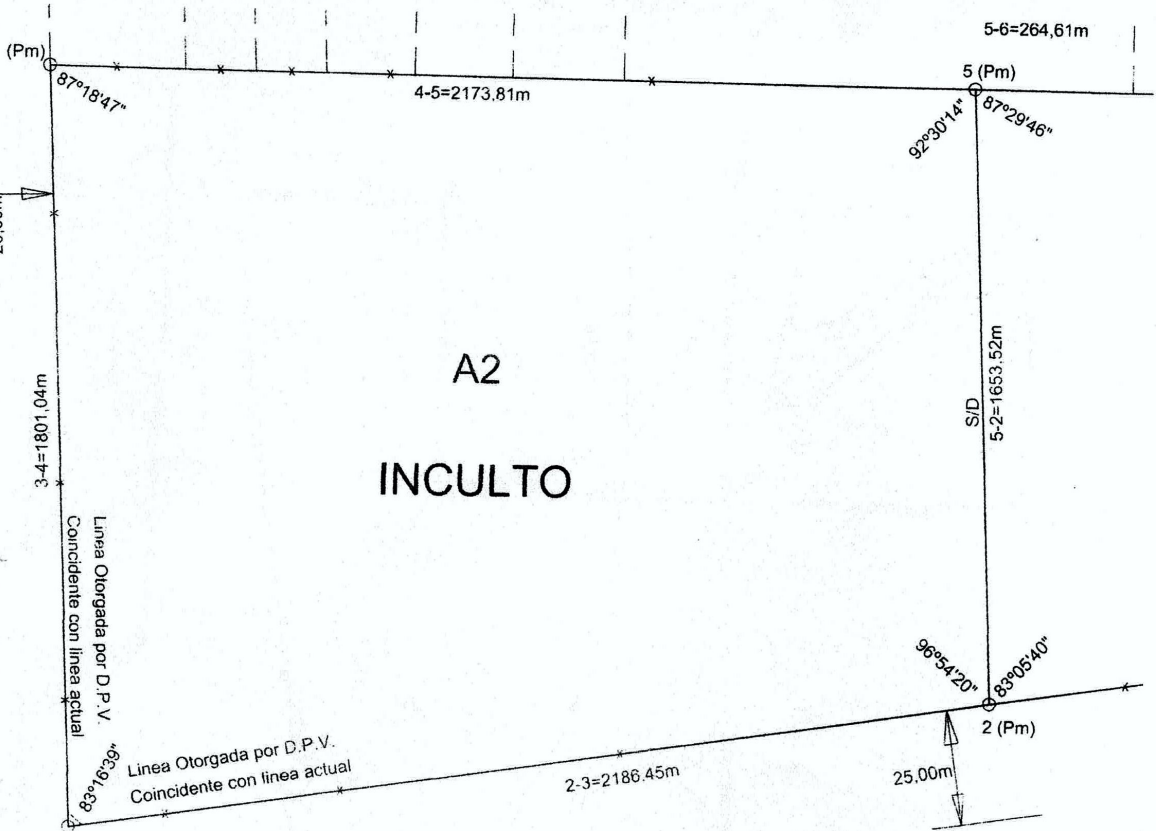 5-6=264,61m
(Pm)
5 (Pm)
87°18'47"
4-5=2173.81m
92°30'14"
87°29'46"
3-4=1801,04m
A2
INCULTO
S/D
5-2=1653.52m
Linea Otorgada por D.P.V.
Coincidente con linea actual
96°54'20"
83°05'40"
2 (Pm)
83°16'39"
Linea Otorgada por D.P.V.
Coincidente con linea actual
2-3=2186.45m
25,00m